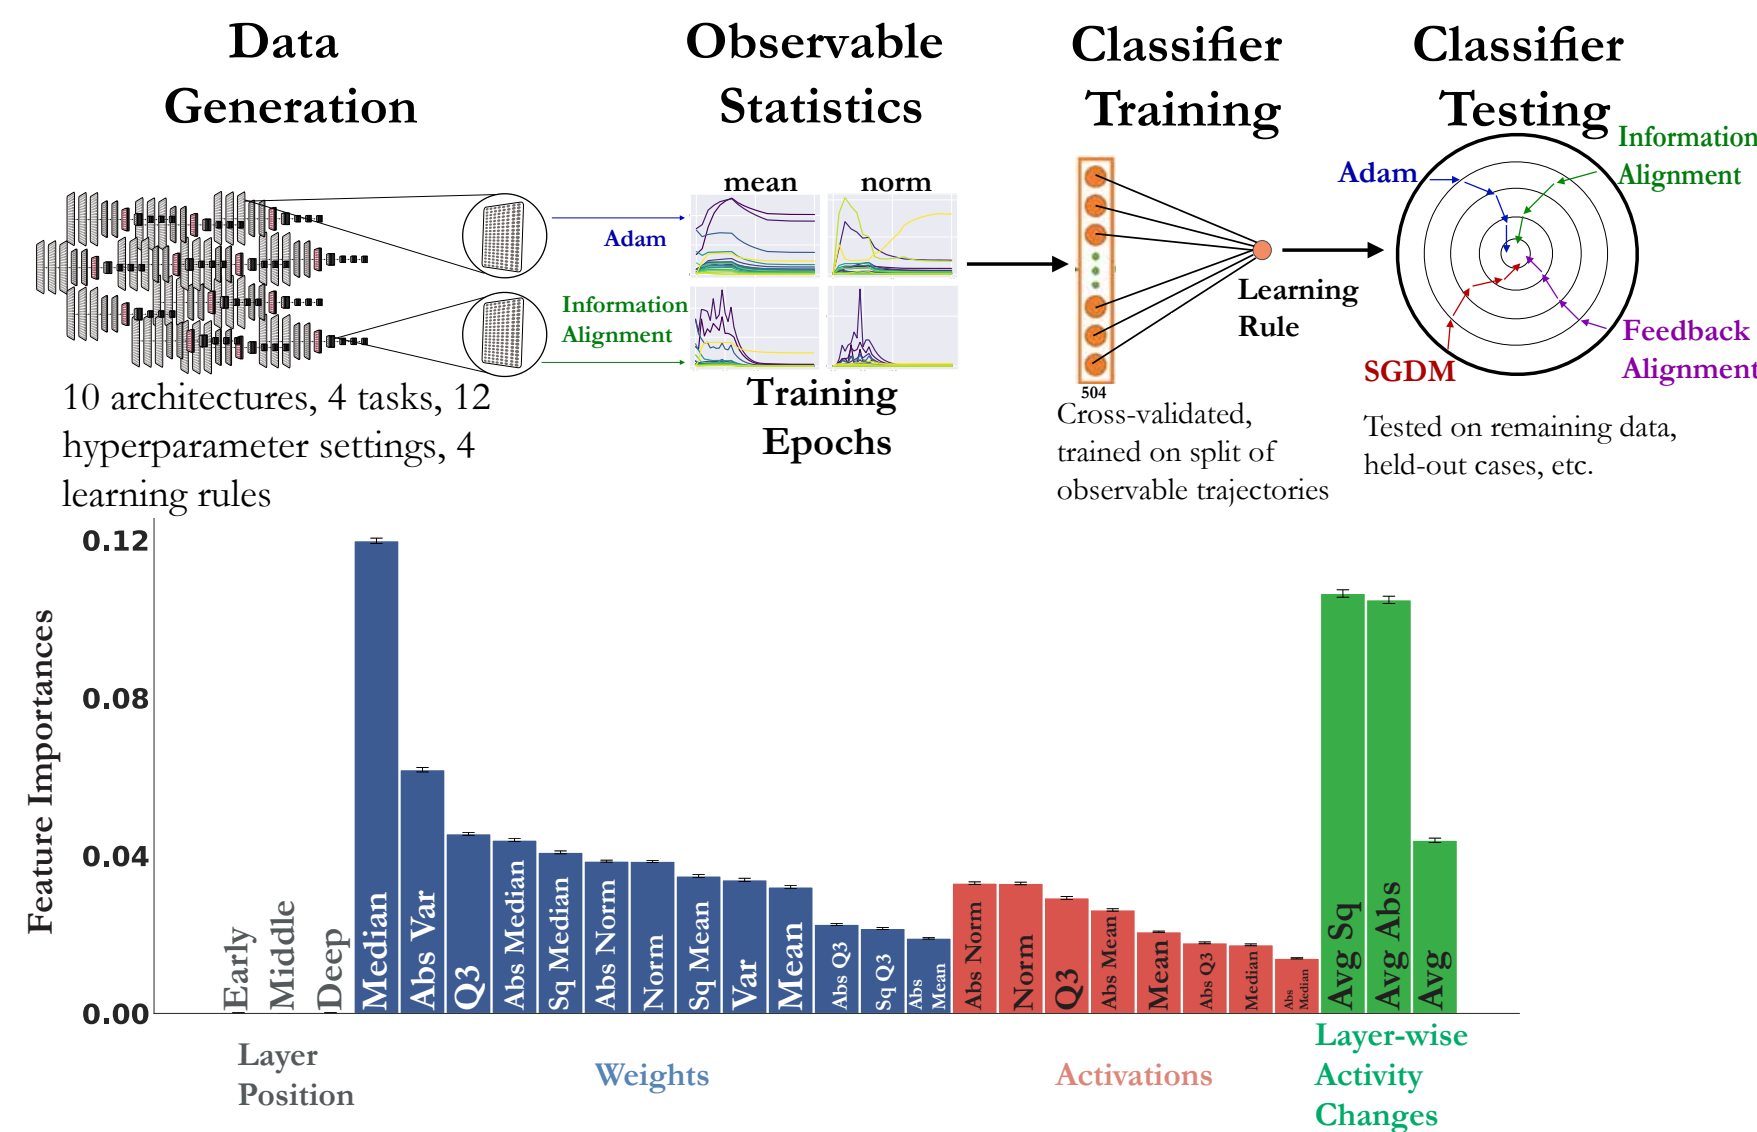 Data
Generation
Observable
Statistics
Classifier
Training
Classifier
Testing
Adam
Information
Alignment
mean
norm
504
Learning
Rule
Adam
Information
Alignment
SGDM
Feedback
Alignment
10 architectures, 4 tasks, 12
hyperparameter settings, 4
learning rules
Training
Epochs
Cross-validated,
trained on split of
observable trajectories
Tested on remaining data,
held-out cases, etc.
Feature Importances
0.12
0.08
0.04
0.00
Early
Middle
Deep
Median
Abs Var
Q3
Abs Median
Sq Median
Abs Norm
Norm
Sq Mean
Var
Mean
Abs Q3
Sq Q3
Abs
Mean
Abs Norm
Norm
Q3
Abs Mean
Mean
Abs Q3
Median
Abs
Median
Avg Sq
Avg Abs
Avg
Layer
Position
Weights
Activations
Layer-wise
Activity
Changes